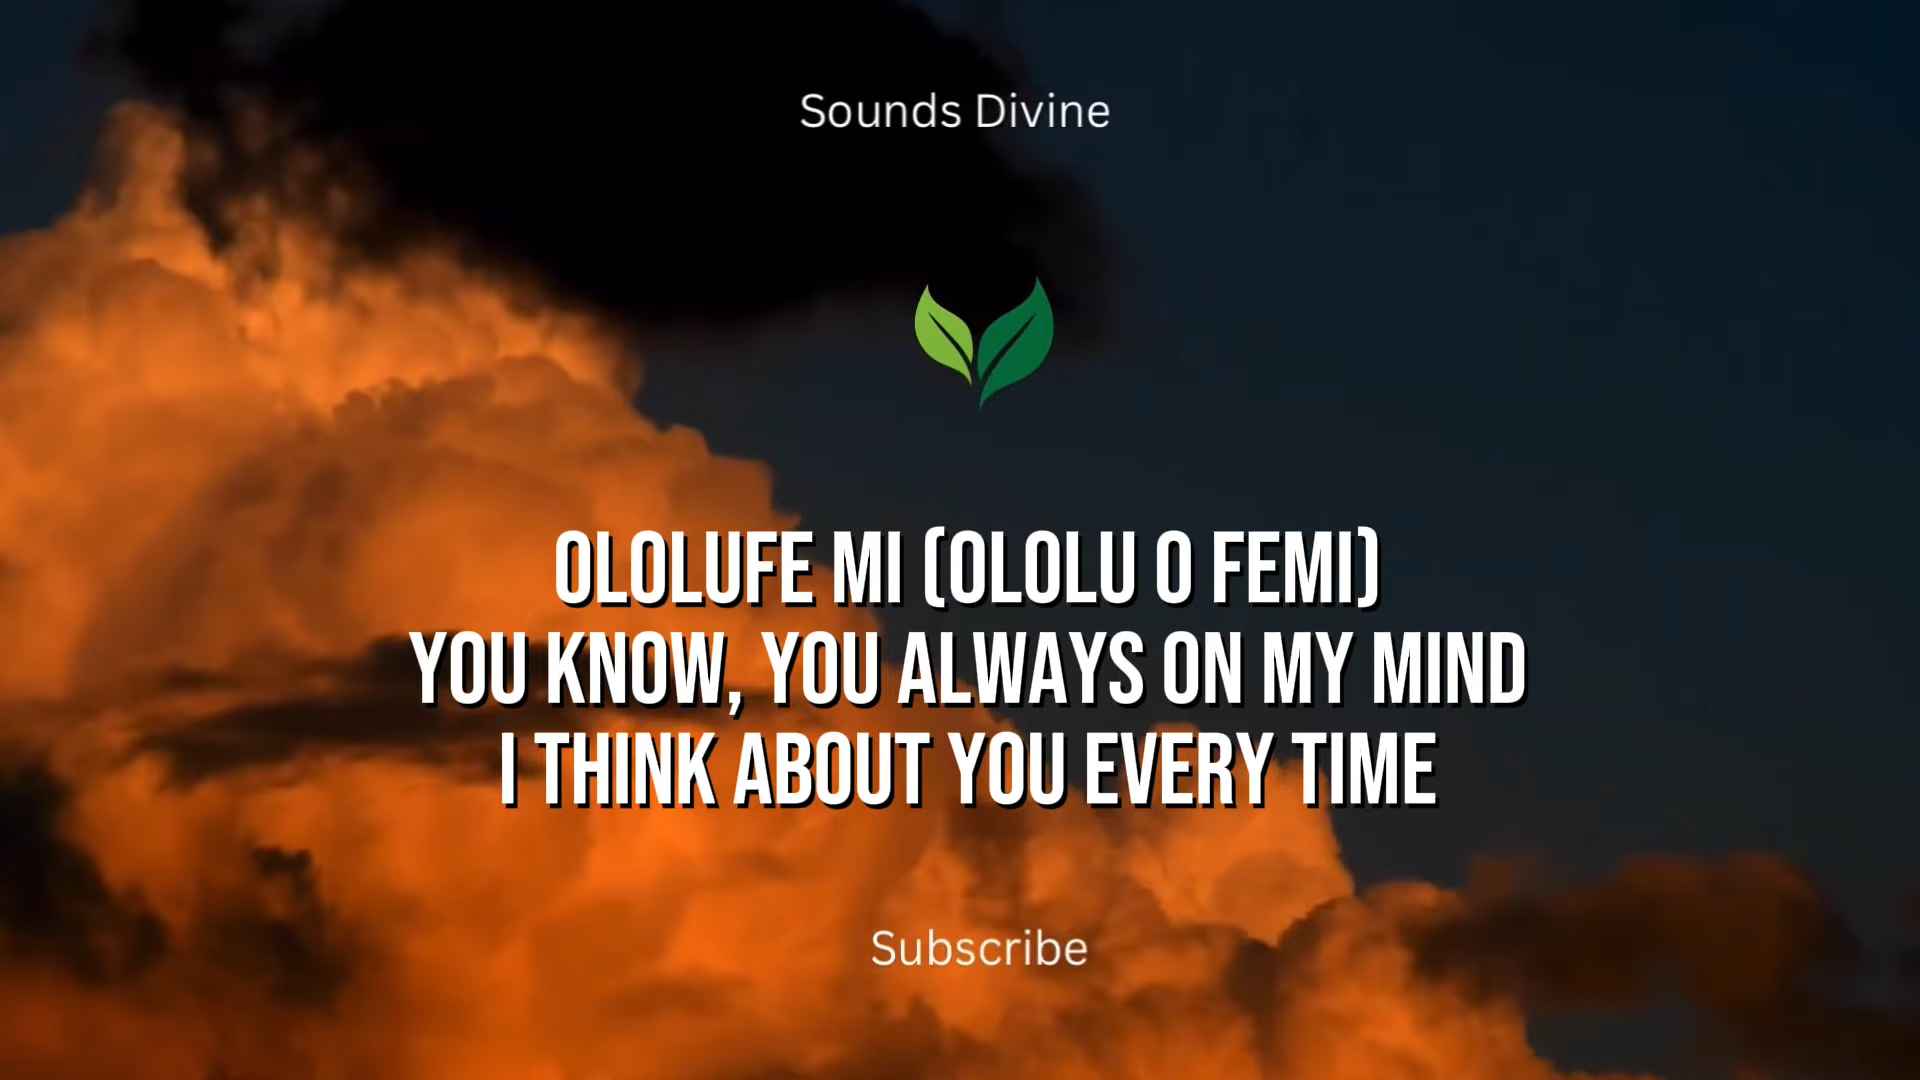 Sounds Divine
OLOLUFE MI (OLOLU O FEMI)
YOU KNOW, YOU ALWAYS ON MY MIND
I THINK ABOUT YOU EVERY TIME
Subscribe